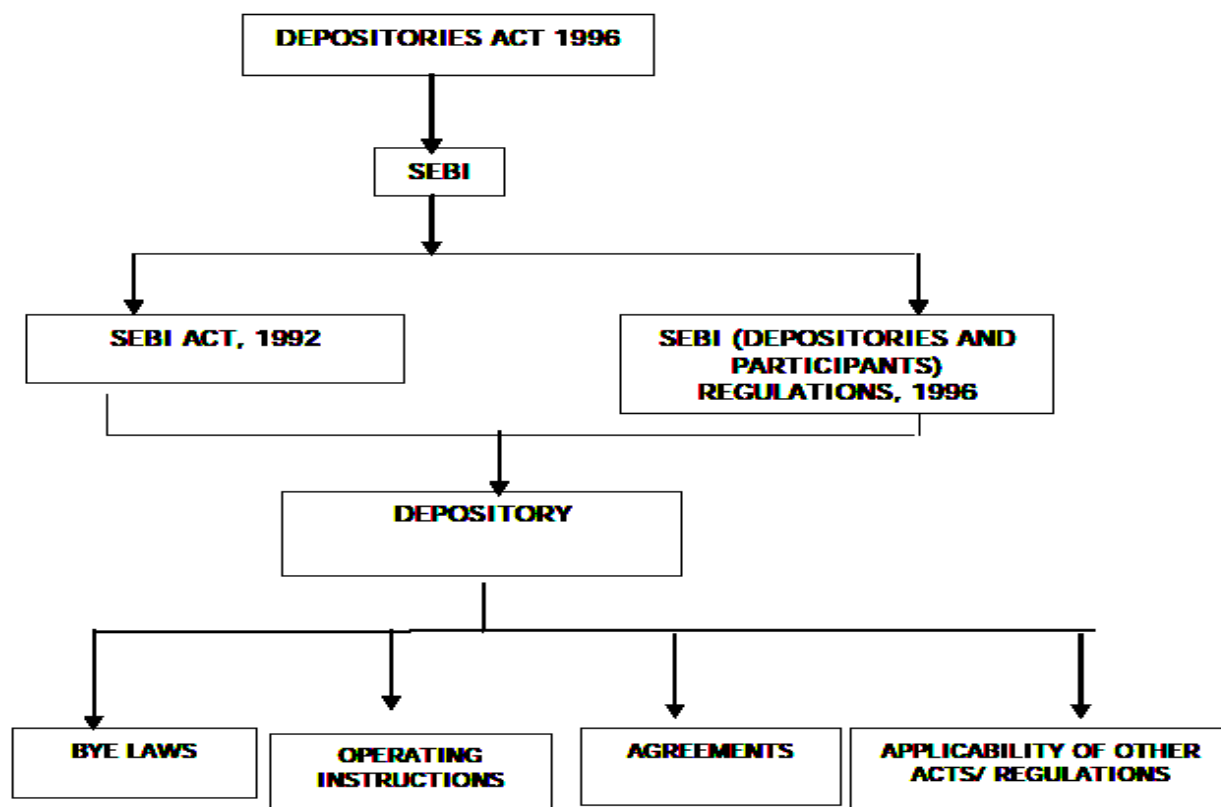 DEPOSITORIES ACT 1996
SEBI
SEBI ACT, 1992
SEBI (DEPOSITORIES AND
PARTICIPANTS)
REGULATIONS, 1996
DEPOSITORY
BYE LAWS
OPERATING
INSTRUCTIONS
AGREEMENTS
APPLICABILITY OF OTHER
ACTS/ REGULATIONS